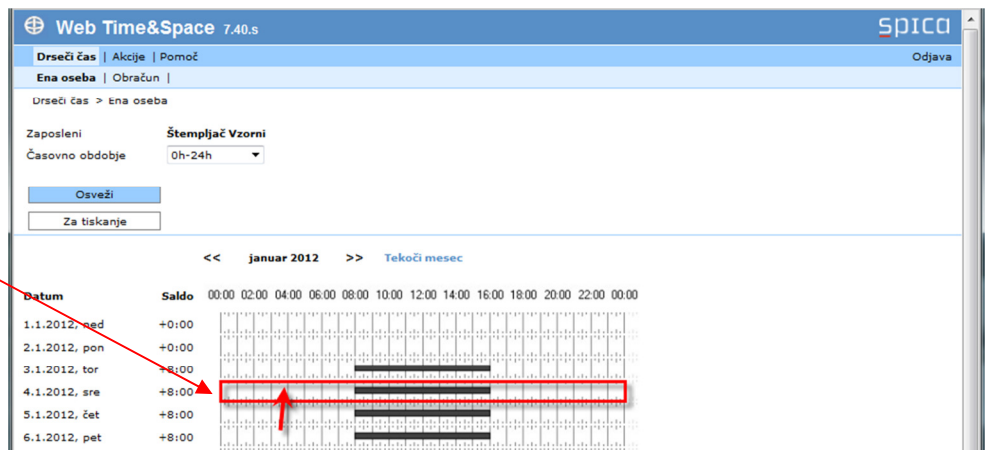 Web Time&Space 7.40.s
spica
Drseči čas | Akcije | Pomoč
Odjava
Ena oseba | Obračun |
Drseči čas > Ena oseba
Zaposleni Štempljač Vzorni
Časovno obdobje 0h-24h
Osveži
Za tiskanje
<< januar 2012 >> Tekoči mesec
Datum Saldo 00:00 02:00 04:00 06:00 08:00 10:00 12:00 14:00 16:00 18:00 20:00 22:00 00:00
1.1.2012, ned +0:00
2.1.2012, pon +0:00
3.1.2012, tor +8:00
4.1.2012, sre +8:00
5.1.2012, čet +8:00
6.1.2012, pet +8:00